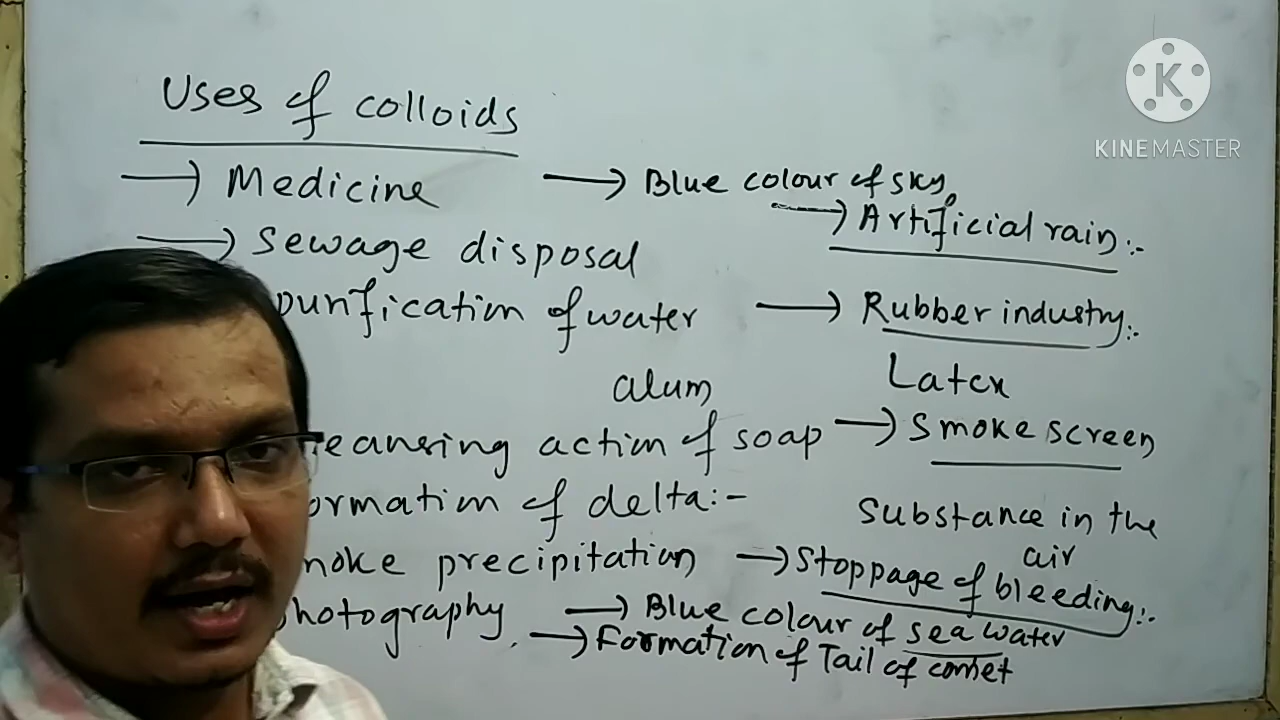 Uses of colloids
→ Medicine
→ Sewage disposal
purification of water
alum
leansing action of soap
ormation of delta:-
moke precipitation
hotography
→ Blue colour of sky
→ Artificial rain:-
→ Rubber industry:-
Latex
→ Smoke screen
Substance in the
air
→ Stoppage of bleeding:-
→ Blue colour of sea water
→ Formation of Tail of comet
K
KINEMASTER